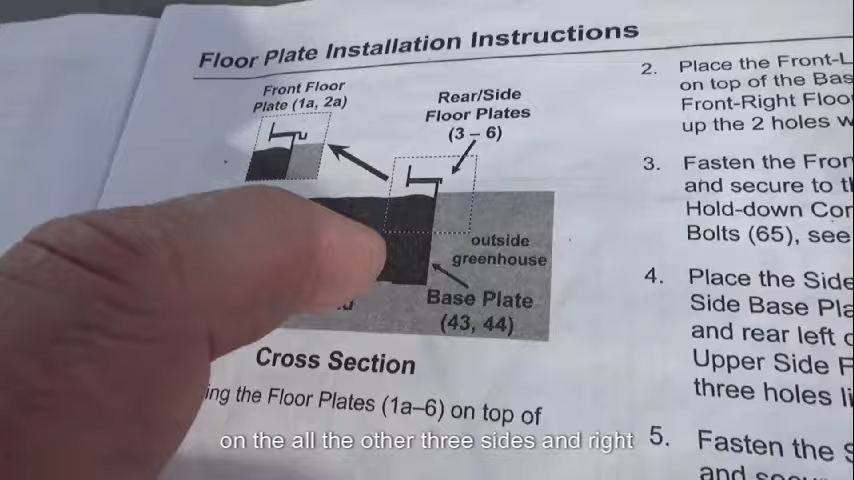 Floor Plate Installation Instructions
Front Floor
Plate (1a, 2a)
Rear/Side
Floor Plates
(3 – 6)
outside
greenhouse
Base Plate
(43, 44)
Cross Section
ing the Floor Plates (1a–6) on top of
2. Place the Front-L
on top of the Bas
Front-Right Floo
up the 2 holes w
3. Fasten the Fron
and secure to t
Hold-down Cor
Bolts (65), see
4. Place the Side
Side Base Pla
and rear left
Upper Side F
three holes li
5. Fasten the S
and
on the all the other three sides and right